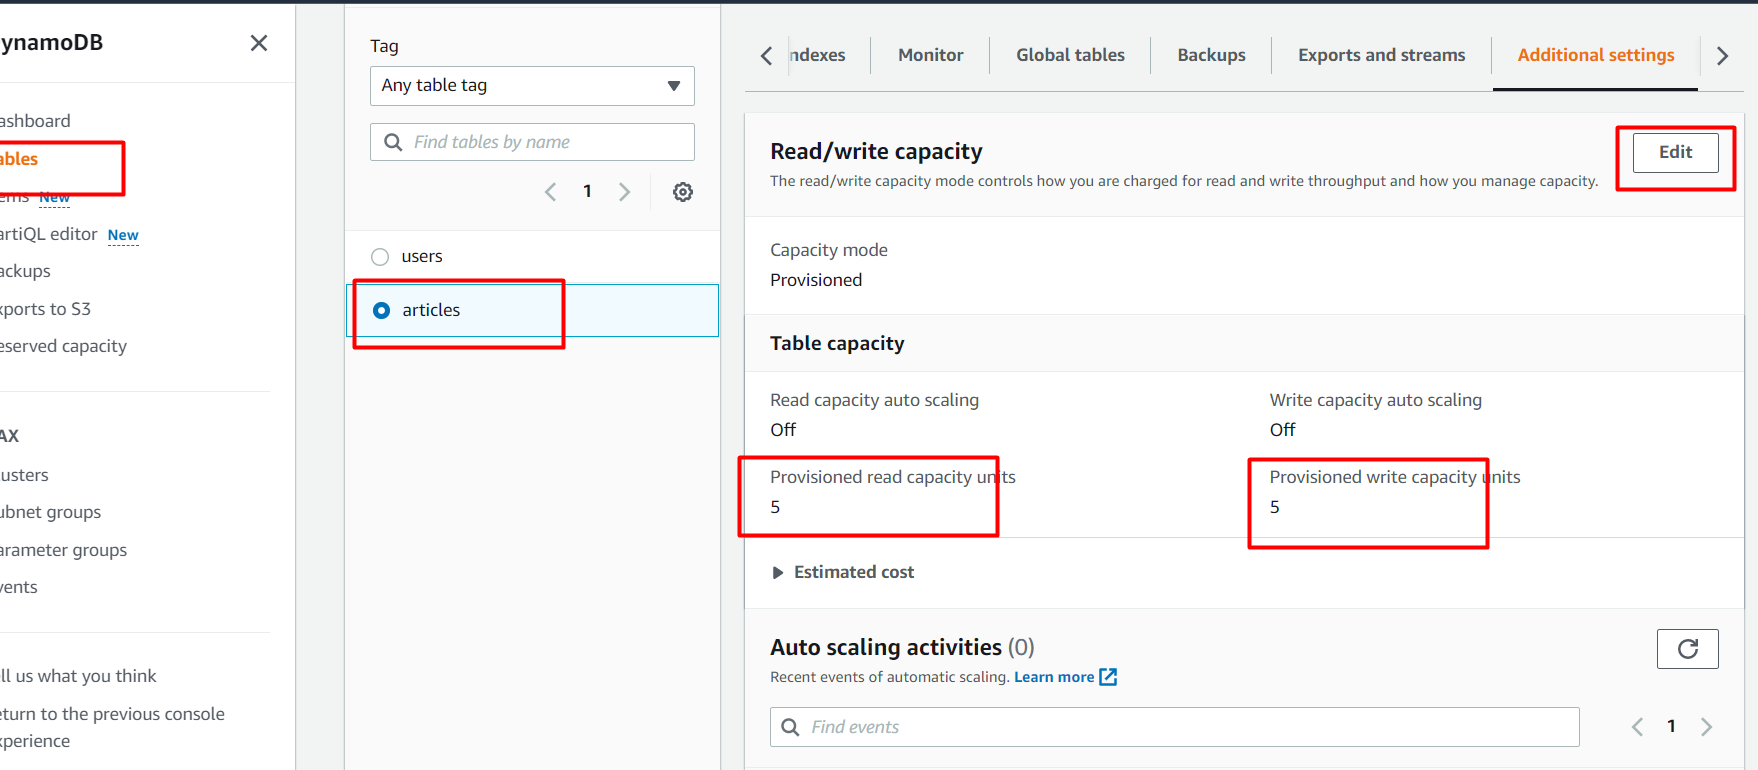 ynamoDB
ashboard
ables
ems New
artiQL editor New
ackups
xports to S3
eserved capacity
AX
usters
ubnet groups
arameter groups
vents
ell us what you think
eturn to the previous console
xperience
Tag
Any table tag
Find tables by name
1
users
articles
ndexes Monitor Global tables Backups Exports and streams Additional settings
Read/write capacity
Edit
The read/write capacity mode controls how you are charged for read and write throughput and how you manage capacity.
Capacity mode
Provisioned
Table capacity
Read capacity auto scaling
Off
Write capacity auto scaling
Off
Provisioned read capacity units
5
Provisioned write capacity units
5
Estimated cost
Auto scaling activities (0)
Recent events of automatic scaling. Learn more
Find events
1